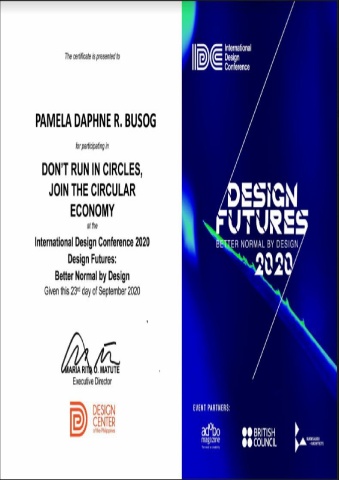 The certificate is presented to
PAMELA DAPHNE R. BUSOG
for participating in
DON'T RUN IN CIRCLES,
JOIN THE CIRCULAR
ECONOMY
at the
International Design Conference 2020
Design Futures:
Better Normal by Design
Given this 23rd day of September 2020
MARIA RITA O. MATUTE
Executive Director
DESIGN
CENTER
of the Philippines
IDC
International
Design
Conference
DESIGN
FUTURES
BETTER NORMAL BY DESIGN
2020
EVENT PARTNERS:
adobo
magazine
BRITISH
COUNCIL